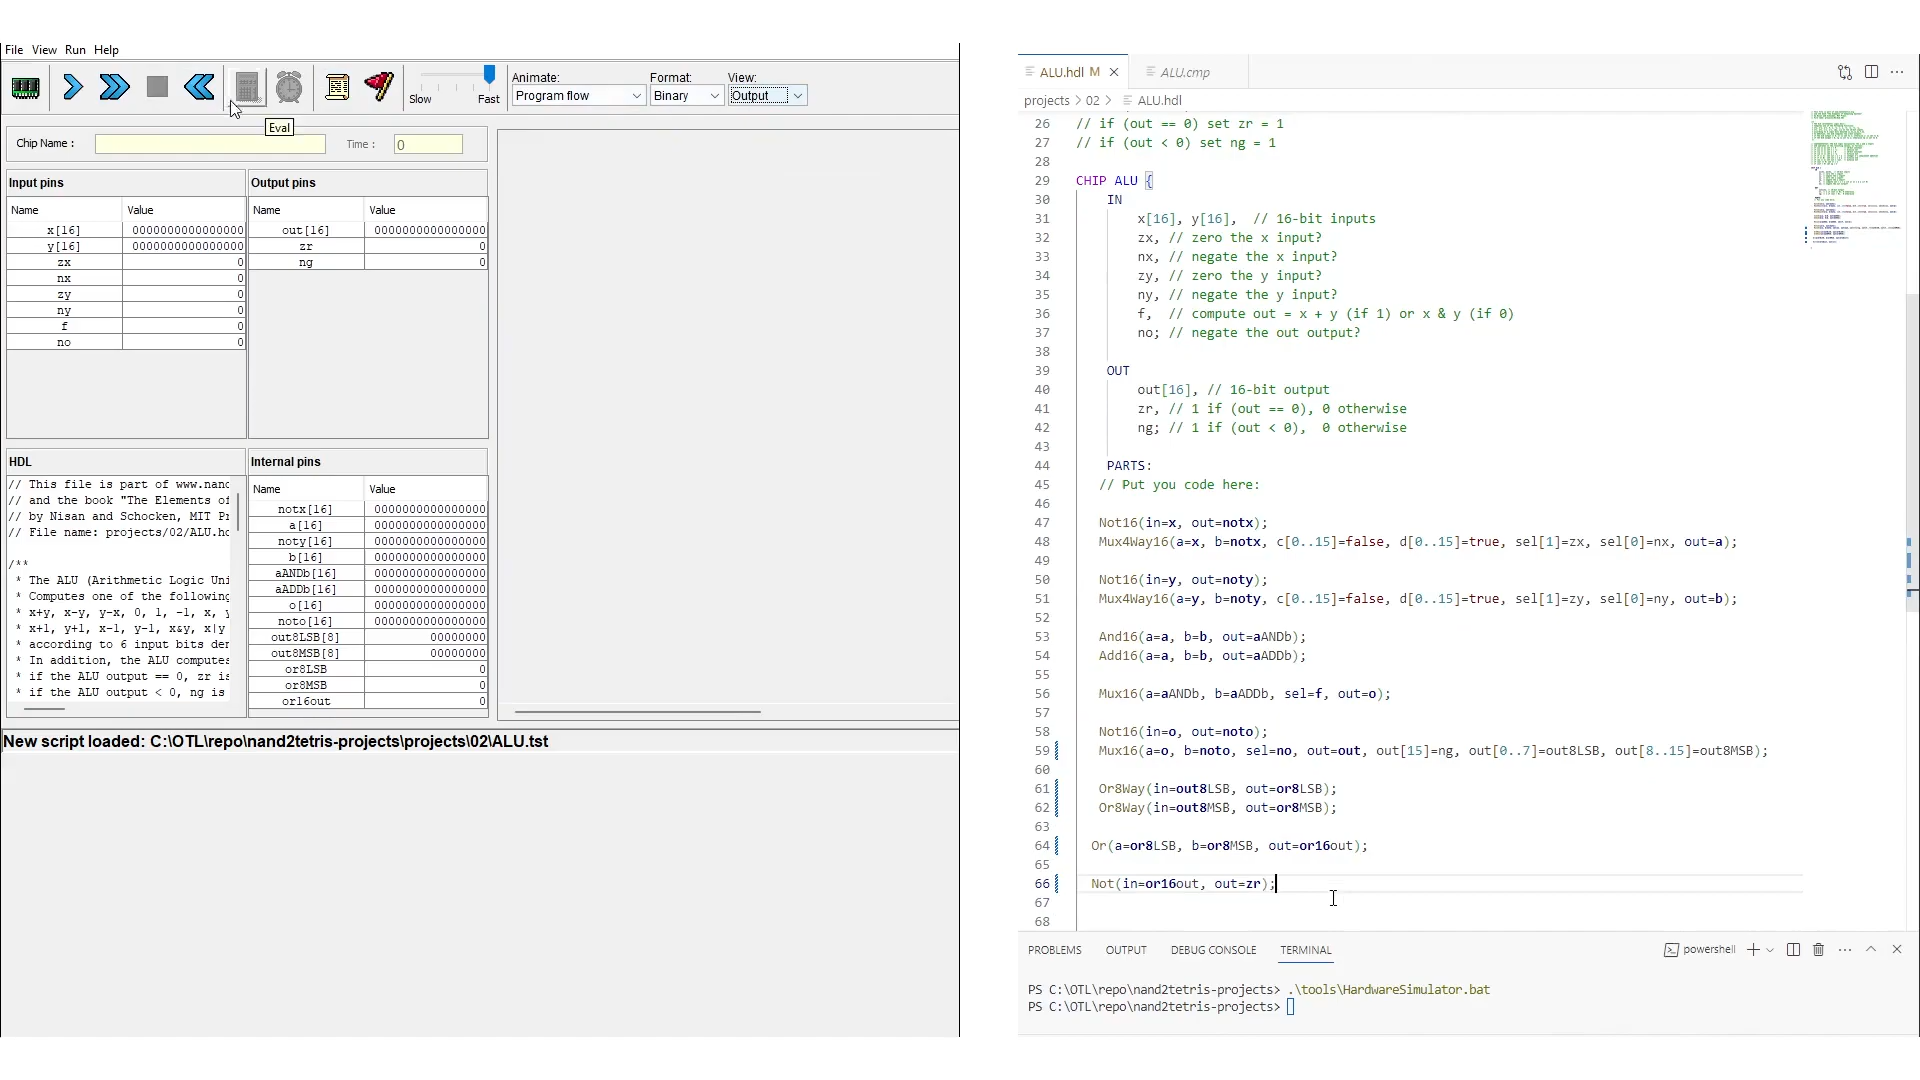 File View Run Help
Slow Fast
Animate:
Program flow
Format:
Binary
View:
Output
Eval
Chip Name :
Time :
0
Input pins
Name Value
x[16] 0000000000000000
y[16] 0000000000000000
zx 0
nx 0
zy 0
ny 0
f 0
no 0
Output pins
Name Value
out[16] 0000000000000000
zr 0
ng 0
HDL
// This file is part of www.nand
// and the book "The Elements of
// by Nisan and Schocken, MIT Pr
// File name: projects/02/ALU.hd
/**
* The ALU (Arithmetic Logic Uni
* Computes one of the following
* x+y, x-y, y-x, 0, 1, -1, x, y
* x+1, y+1, x-1, y-1, x&y, x|y
* according to 6 input bits den
* In addition, the ALU computes
* if the ALU output == 0, zr is
* if the ALU output < 0, ng is
Internal pins
Name Value
notx[16] 0000000000000000
a[16] 0000000000000000
noty[16] 0000000000000000
b[16] 0000000000000000
aANDb[16] 0000000000000000
aADDb[16] 0000000000000000
o[16] 0000000000000000
noto[16] 0000000000000000
out8LSB[8] 00000000
out8MSB[8] 00000000
or8LSB 0
or8MSB 0
or16out 0
New script loaded: C:\OTL\repo\nand2tetris-projects\projects\02\ALU.tst
ALU.hdl M
ALU.cmp
projects > 02 > ALU.hdl
26 // if (out == 0) set zr = 1
27 // if (out < 0) set ng = 1
28
29 CHIP ALU {
30 IN
31 x[16], y[16], // 16-bit inputs
32 zx, // zero the x input?
33 nx, // negate the x input?
34 zy, // zero the y input?
35 ny, // negate the y input?
36 f, // compute out = x + y (if 1) or x & y (if 0)
37 no; // negate the out output?
38
39 OUT
40 out[16], // 16-bit output
41 zr, // 1 if (out == 0), 0 otherwise
42 ng; // 1 if (out < 0), 0 otherwise
43
44 PARTS:
45 // Put you code here:
46
47 Not16(in=x, out=notx);
48 Mux4Way16(a=x, b=notx, c[0..15]=false, d[0..15]=true, sel[1]=zx, sel[0]=nx, out=a);
49
50 Not16(in=y, out=noty);
51 Mux4Way16(a=y, b=noty, c[0..15]=false, d[0..15]=true, sel[1]=zy, sel[0]=ny, out=b);
52
53 And16(a=a, b=b, out=aANDb);
54 Add16(a=a, b=b, out=aADDb);
55
56 Mux16(a=aANDb, b=aADDb, sel=f, out=o);
57
58 Not16(in=o, out=noto);
59 Mux16(a=o, b=noto, sel=no, out=out, out[15]=ng, out[0..7]=out8LSB, out[8..15]=out8MSB);
60
61 Or8Way(in=out8LSB, out=or8LSB);
62 Or8Way(in=out8MSB, out=or8MSB);
63
64 Or(a=or8LSB, b=or8MSB, out=or16out);
65
66 Not(in=or16out, out=zr);
67
68
PROBLEMS OUTPUT DEBUG CONSOLE TERMINAL
powershell
PS C:\OTL\repo\nand2tetris-projects> .\tools\HardwareSimulator.bat
PS C:\OTL\repo\nand2tetris-projects>